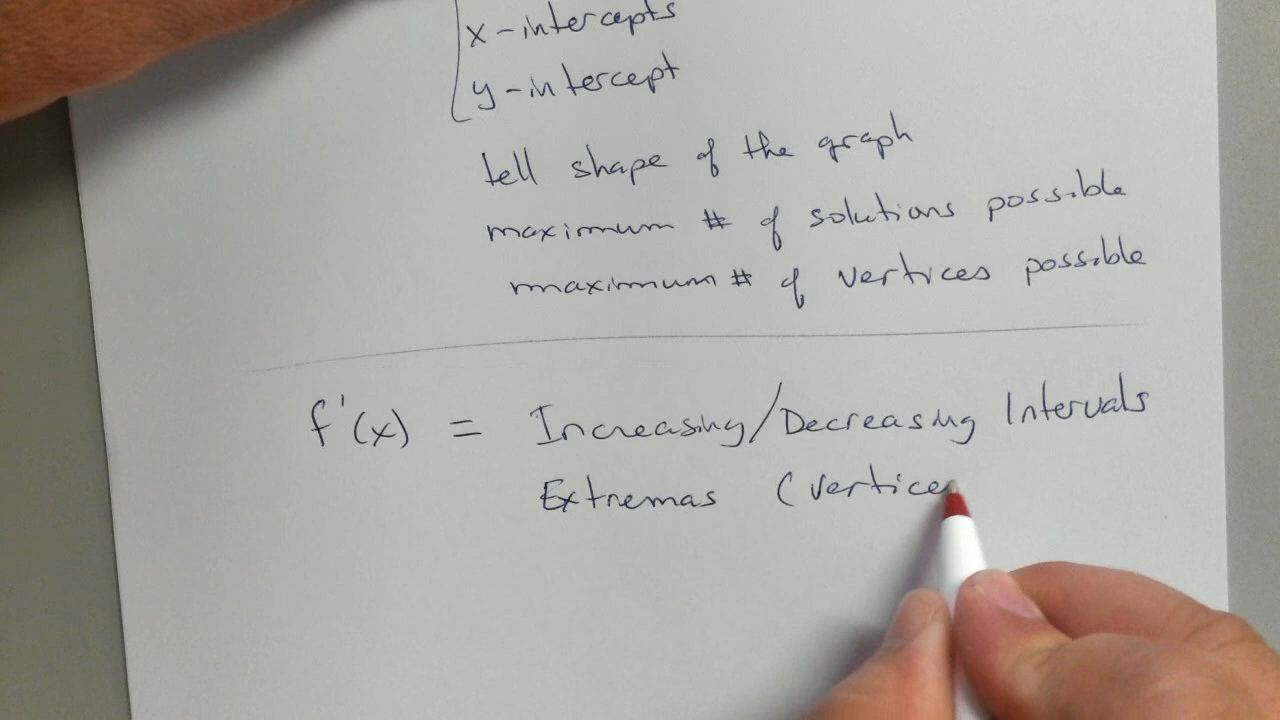 x-intercepts
y-intercept
tell shape of the graph
maximum # of solutions possible
maximum # of vertices possible
f'(x) = Increasing/Decreasing Intervals
Extremas (vertice